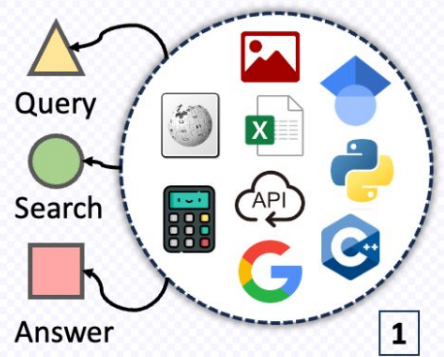 Query
Search
Answer
X
API
C++
G
1